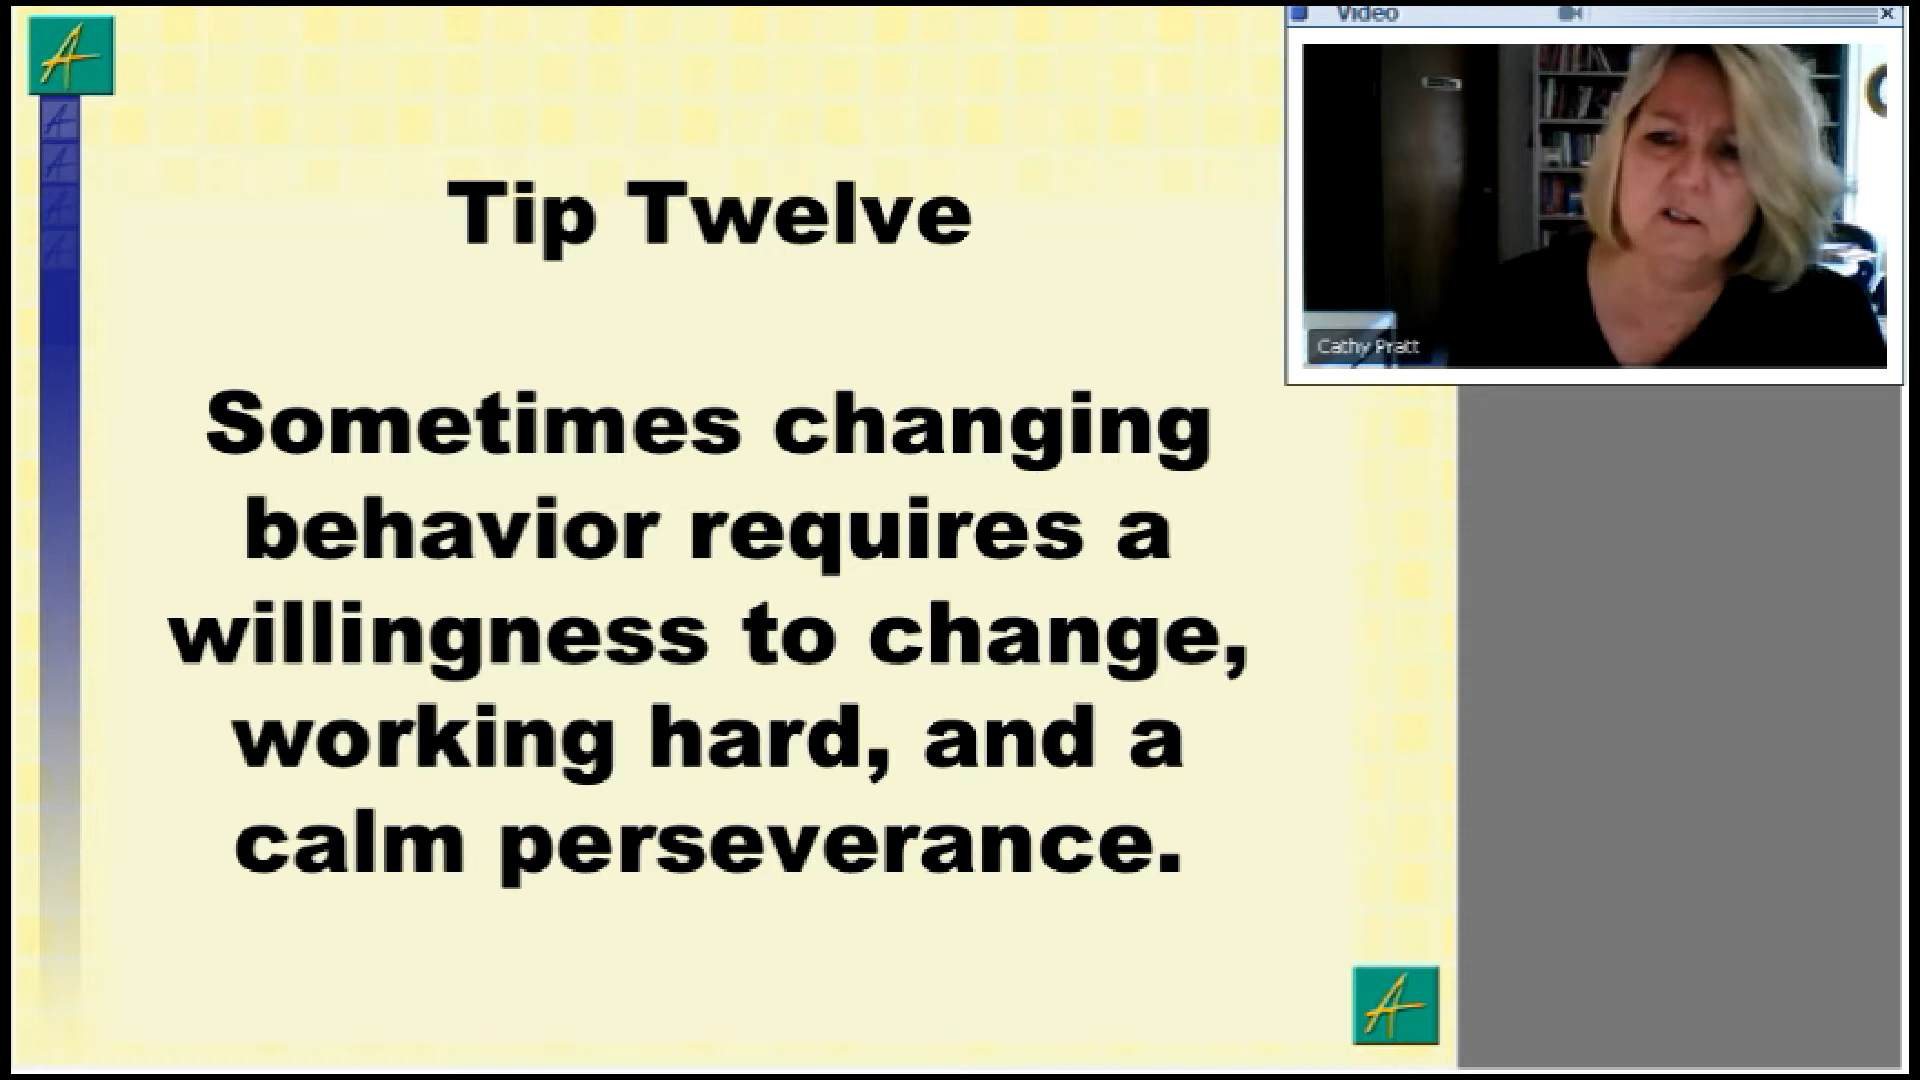 Video
Cathy Pratt
Tip Twelve
Sometimes changing
behavior requires a
willingness to change,
working hard, and a
calm perseverance.